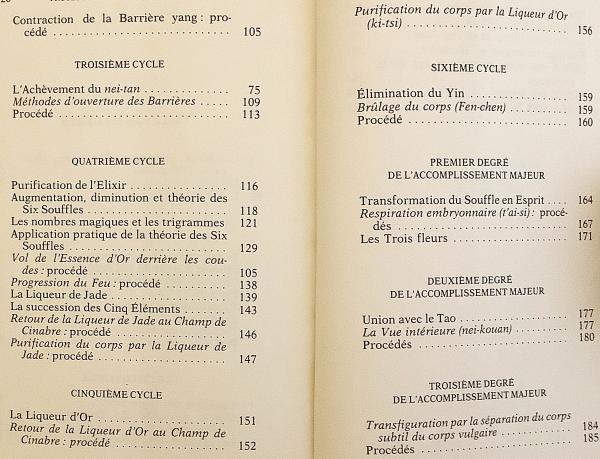 Contraction de la Barrière yang : pro-
cédé ............................ 105
TROISIÈME CYCLE
L'Achèvement du nei-tan ............ 75
Méthodes d'ouverture des Barrières ..... 109
Procédé ............................ 113
QUATRIÈME CYCLE
Purification de l'Elixir ................ 116
Augmentation, diminution et théorie des
Six Souffles ...................... 118
Les nombres magiques et les trigrammes 121
Application pratique de la théorie des Six
Souffles ......................... 129
Vol de l'Essence d'Or derrière les cou-
des : procédé ..................... 105
Progression du Feu : procédé .......... 138
La Liqueur de Jade ................... 139
La succession des Cinq Éléments ....... 143
Retour de la Liqueur de Jade au Champ de
Cinabre : procédé ................. 146
Purification du corps par la Liqueur de
Jade : procédé .................... 147
CINQUIÈME CYCLE
La Liqueur d'Or ..................... 151
Retour de la Liqueur d'Or au Champ de
Cinabre : procédé ................. 152
Purification du corps par la Liqueur d'Or
(ki-tsi) .......................... 156
SIXIÈME CYCLE
Élimination du Yin ................... 159
Brûlage du corps (Fen-chen) .......... 159
Procédé ............................ 160
PREMIER DEGRÉ
DE L'ACCOMPLISSEMENT MAJEUR
Transformation du Souffle en Esprit .... 164
Respiration embryonnaire (t'ai-si) : procé-
dés ............................. 167
Les Trois fleurs ..................... 171
DEUXIÈME DEGRÉ
DE L'ACCOMPLISSEMENT MAJEUR
Union avec le Tao .................... 177
La Vue intérieure (nei-kouan) ......... 177
Procédés ........................... 180
TROISIÈME DEGRÉ
DE L'ACCOMPLISSEMENT MAJEUR
Transfiguration par la séparation du corps
subtil du corps vulgaire ............ 184
Procédés ........................... 185